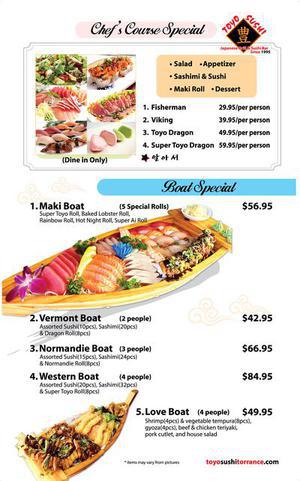 Chef's Course Special
TOYO SUSHI
豊
Japanese Grill & Sushi Bar
Since 1995
• Salad • Appetizer
• Sashimi & Sushi
• Maki Roll • Dessert
1. Fisherman 29.95/per person
2. Viking 39.95/per person
3. Toyo Dragon 49.95/per person
4. Super Toyo Dragon 59.95/per person
(Dine in Only)
★ 알아서
Boat Special
1. Maki Boat (5 Special Rolls) $56.95
Super Toyo Roll, Baked Lobster Roll,
Rainbow Roll, Hot Night Roll, Super Ai Roll
2. Vermont Boat (2 people) $42.95
Assorted Sushi(10pcs), Sashimi(20pcs)
& Dragon Roll(8pcs)
3. Normandie Boat (3 people) $66.95
Assorted Sushi(15pcs), Sashimi(24pcs)
& Normandie Roll(8pcs)
4. Western Boat (4 people) $84.95
Assorted Sushi(20pcs), Sashimi(32pcs)
& Super Toyo Roll(8pcs)
5. Love Boat (4 people) $49.95
Shrimp(4pcs) & vegetable tempura(8pcs),
gyoza(4pcs), beef & chicken teriyaki,
pork cutlet, and house salad
* items may vary from pictures
toyosushitorrance.com